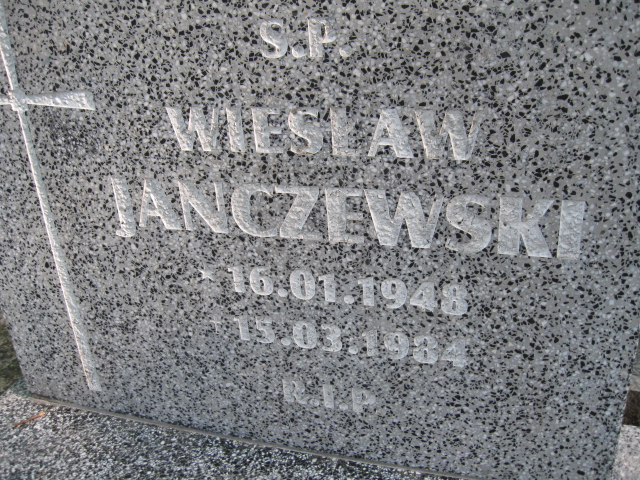 S.P.
WIESŁAW
JANCZEWSKI
* 16.01.1948
+ 15.03.1984
R.I.P